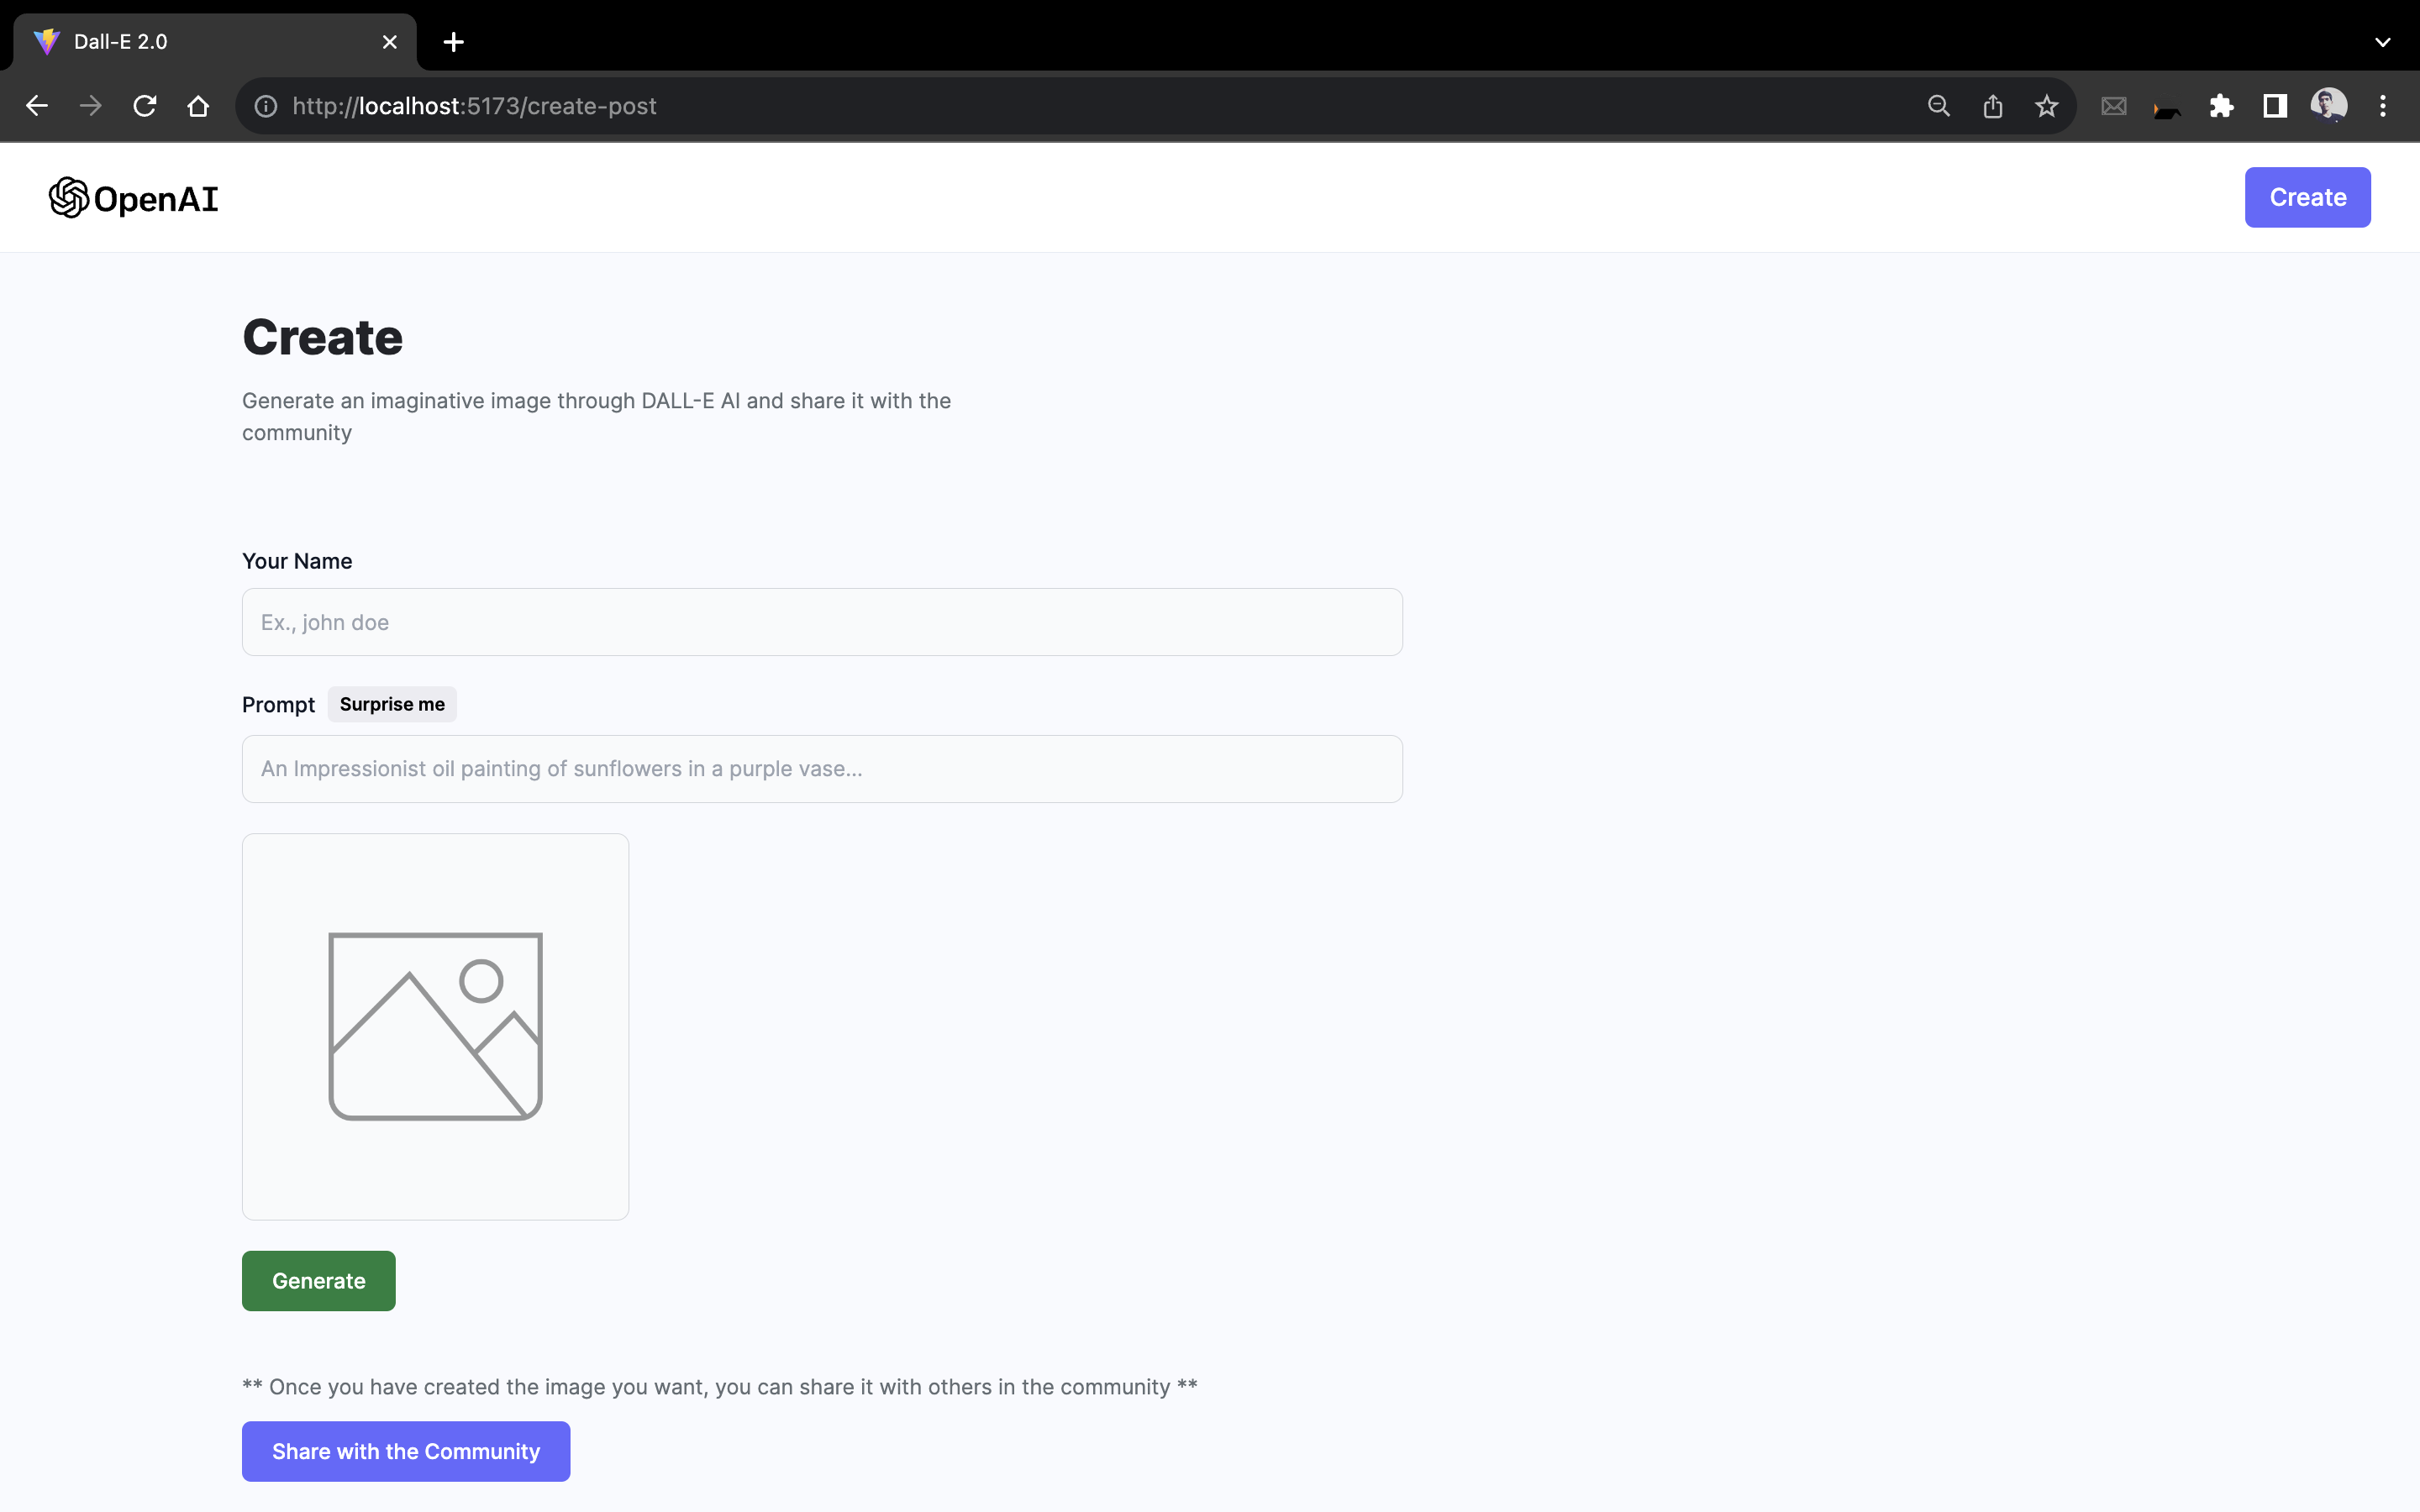 Dall-E 2.0
http://localhost:5173/create-post
OpenAI
Create
Create
Generate an imaginative image through DALL-E AI and share it with the
community
Your Name
Ex., john doe
Prompt Surprise me
An Impressionist oil painting of sunflowers in a purple vase...
Generate
** Once you have created the image you want, you can share it with others in the community **
Share with the Community